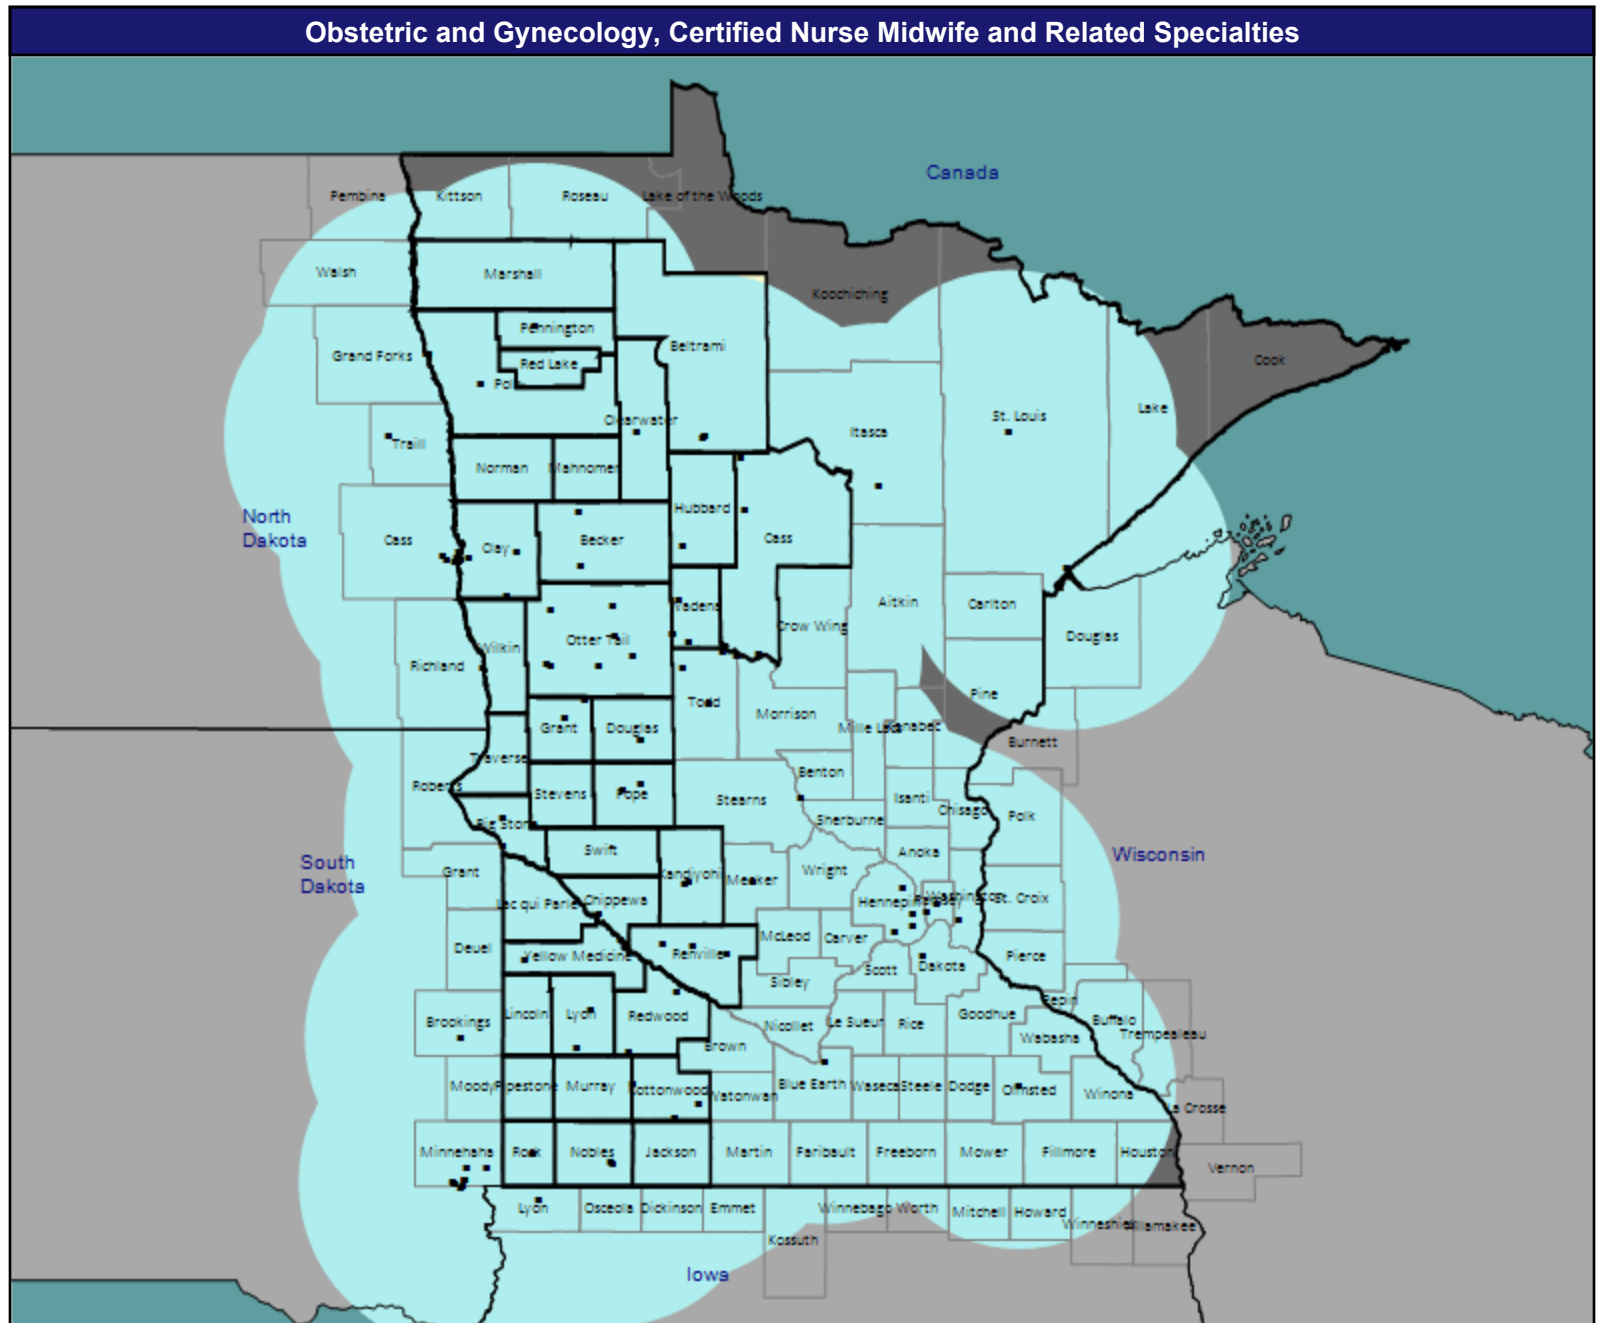 Obstetric and Gynecology, Certified Nurse Midwife and Related Specialties
Canada
Pembina
Kittson
Roseau
Lake of the Woods
Walsh
Marshall
Koochiching
Pennington
Grand Forks
Beltrami
Red Lake
Cook
Polk
Lake
St. Louis
Clearwater
Itasca
Traill
Norman
Mahnomen
Hubbard
North
Dakota
Cass
Clay
Becker
Cass
Aitkin
Carlton
Wadena
Crow Wing
Douglas
Otter Tail
Wilkin
Richland
Pine
Todd
Morrison
Grant
Douglas
Mille Lacs
Kanabec
Burnett
Traverse
Benton
Roberts
Stevens
Pope
Stearns
Isanti
Chisago
Polk
Big Stone
Sherburne
Swift
Anoka
Wisconsin
South
Dakota
Grant
Kandiyohi
Meeker
Wright
Lac qui Parle
Chippewa
Hennepin
Ramsey
Washington
St. Croix
McLeod
Carver
Deuel
Yellow Medicine
Renville
Scott
Dakota
Pierce
Sibley
Pepin
Brookings
Lincoln
Lyon
Redwood
Nicollet
Le Sueur
Rice
Goodhue
Buffalo
Trempealeau
Wabasha
Brown
Moody
Pipestone
Murray
Cottonwood
Watonwan
Blue Earth
Waseca
Steele
Dodge
Olmsted
Winona
La Crosse
Minnehaha
Rock
Nobles
Jackson
Martin
Faribault
Freeborn
Mower
Fillmore
Houston
Vernon
Lyon
Osceola
Dickinson
Emmet
Winnebago
Worth
Mitchell
Howard
Winneshiek
Allamakee
Kossuth
Iowa